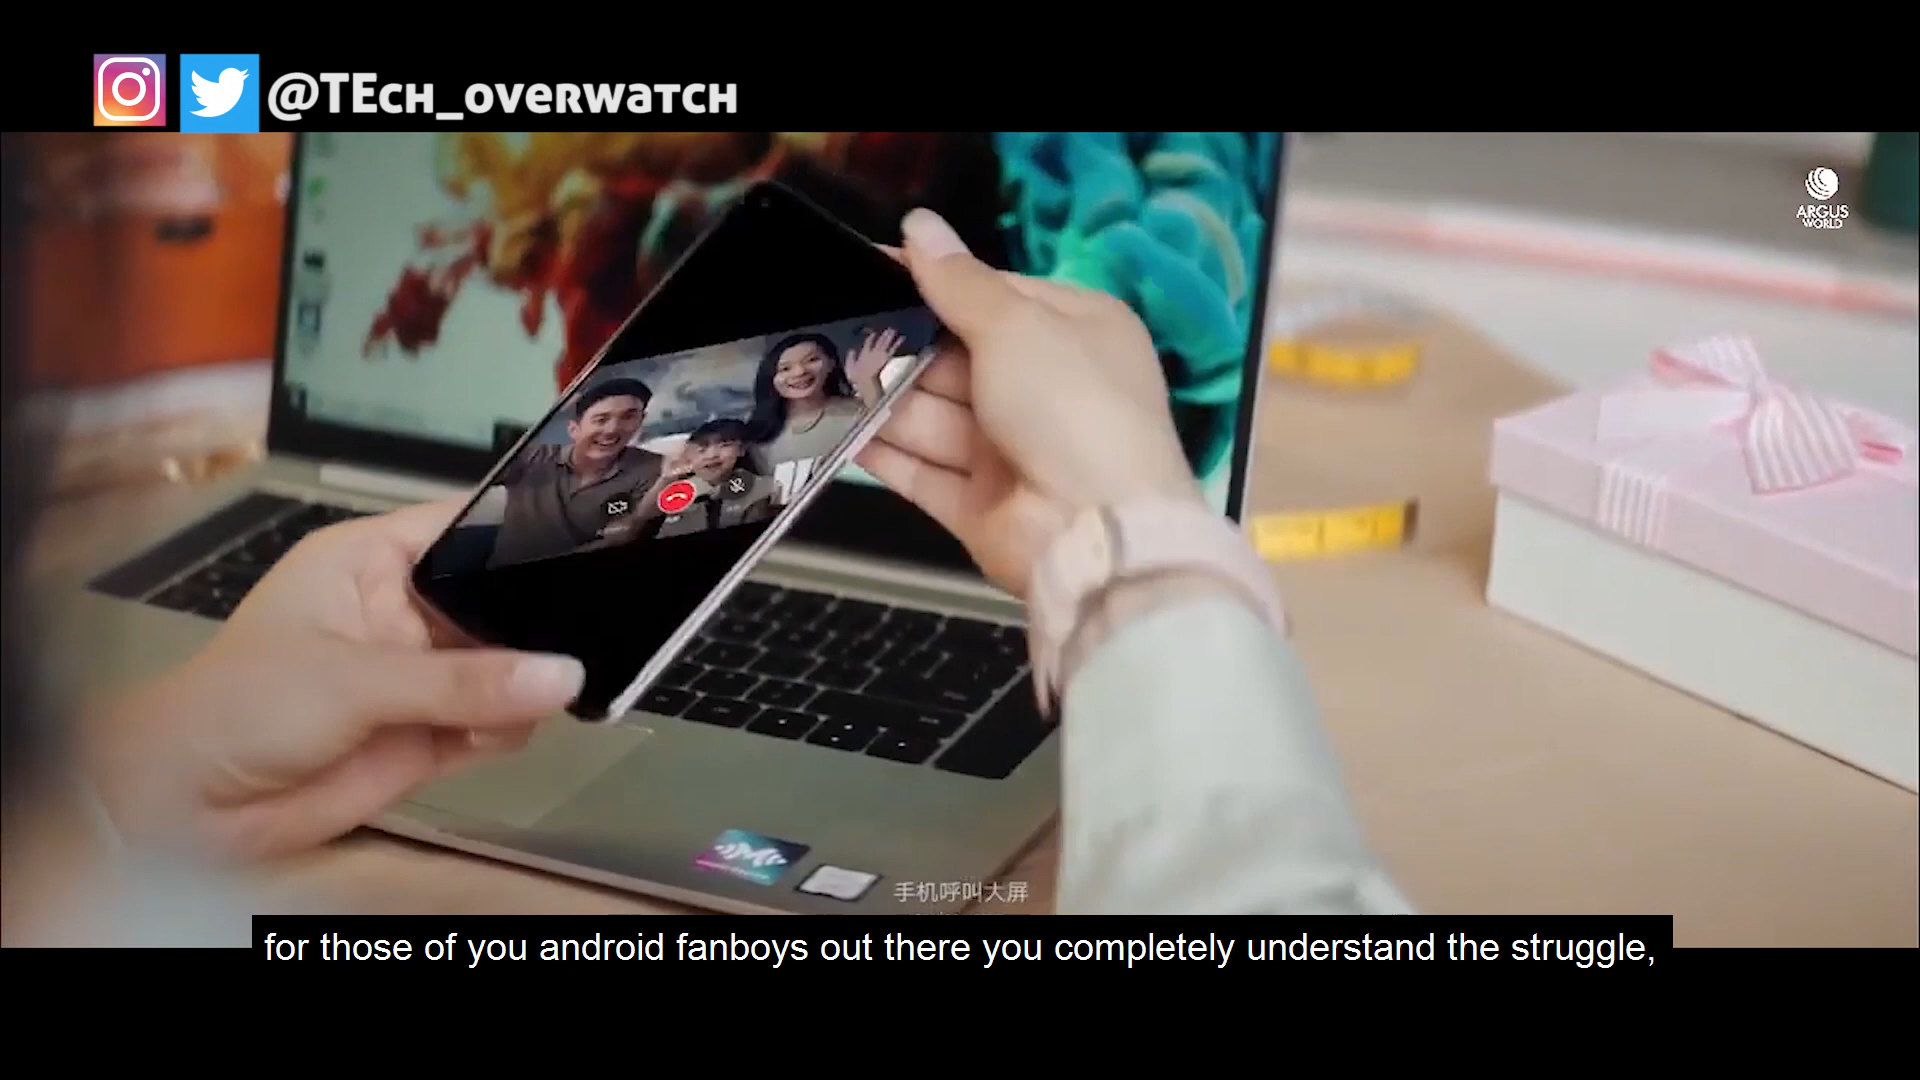 @TECH_OVERWATCH
ARGUS
WORLD
手机呼叫大屏
for those of you android fanboys out there you completely understand the struggle,